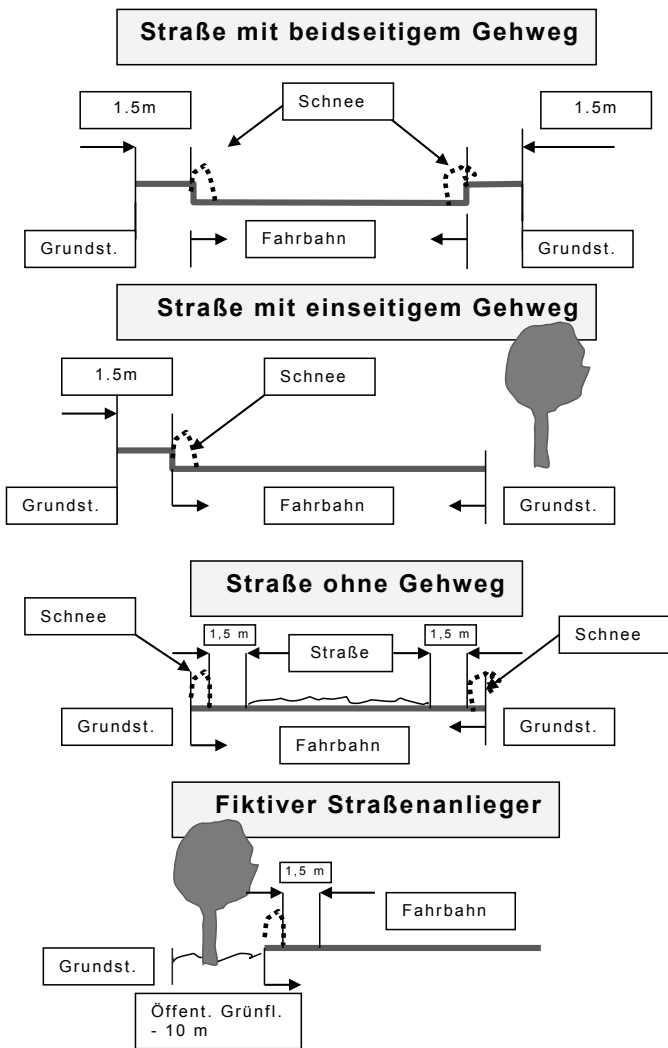 Straße mit beidseitigem Gehweg
1.5m
Schnee
1.5m
Grundst.
Fahrbahn
Grundst.
Straße mit einseitigem Gehweg
1.5m
Schnee
Grundst.
Fahrbahn
Grundst.
Straße ohne Gehweg
Schnee
1,5 m
Straße
1,5 m
Schnee
Grundst.
Fahrbahn
Grundst.
Fiktiver Straßenanlieger
1,5 m
Fahrbahn
Grundst.
Öffent. Grünfl.
- 10 m